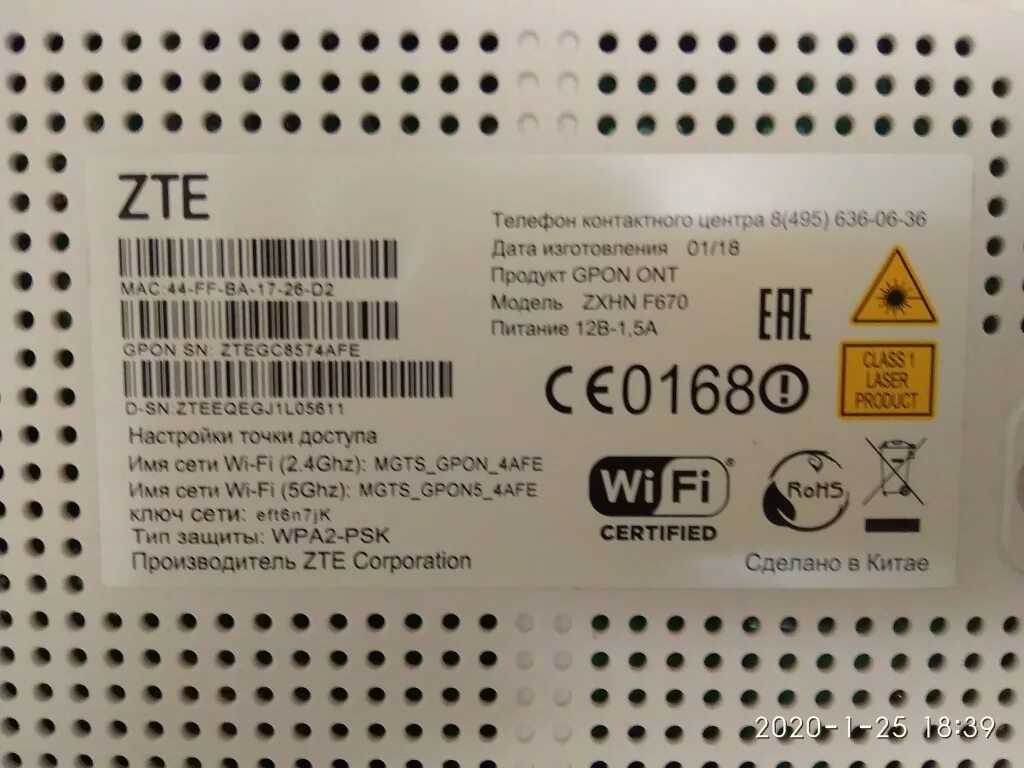 ZTE
MAC:44-FF-BA-17-26-D2
GPON SN: ZTEGC8574AFE
D-SN:ZTEEQEGJ1L05611
Настройки точки доступа
Имя сети Wi-Fi (2.4Ghz): MGTS_GPON_4AFE
Имя сети Wi-Fi (5Ghz): MGTS_GPON5_4AFE
ключ сети: eft6n7jK
Тип защиты: WPA2-PSK
Производитель ZTE Corporation
Телефон контактного центра 8(495) 636-06-36
Дата изготовления 01/18
Продукт GPON ONT
Модель ZXHN F670
Питание 12В-1,5А
EAC
CLASS 1
LASER
PRODUCT
CE0168
WiFi®
CERTIFIED
RoHS
Сделано в Китае
2020-1-25 18:39